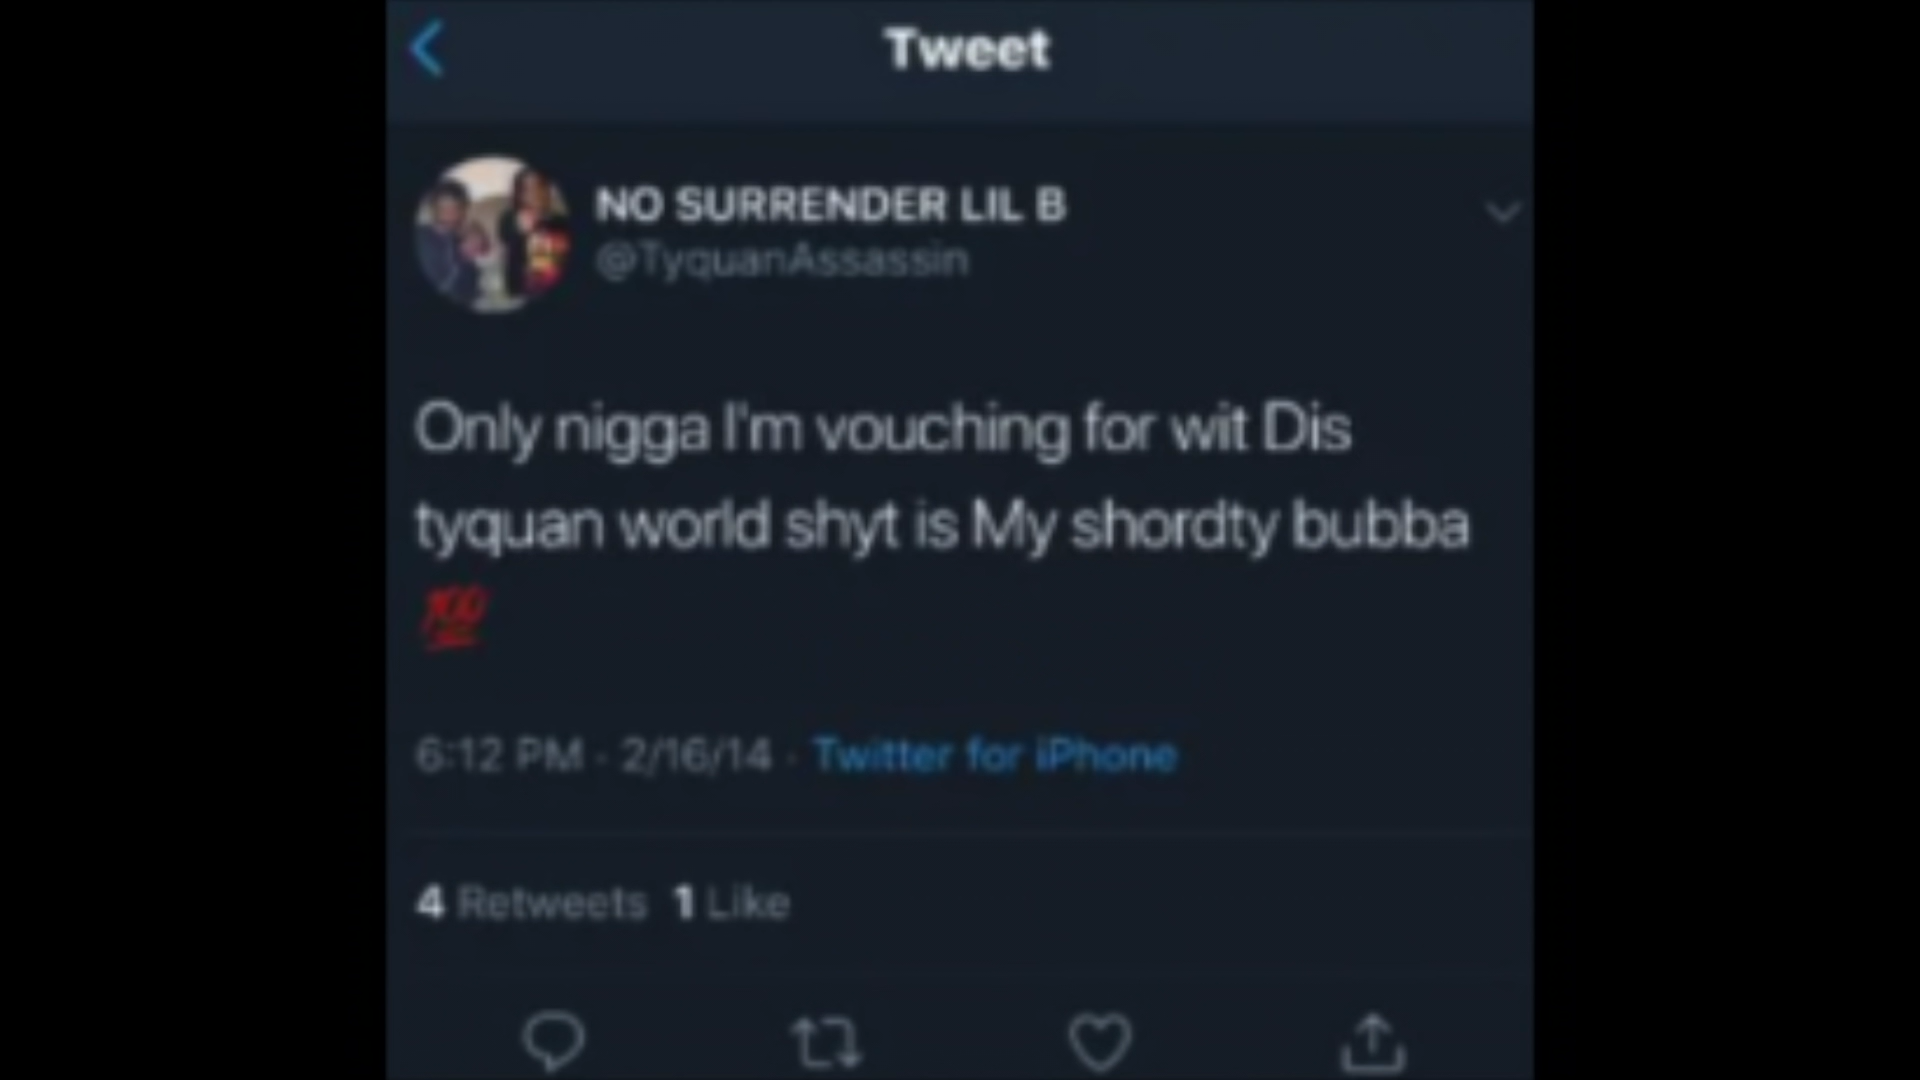 Tweet
NO SURRENDER LIL B
@TyquanAssassin
Only nigga I'm vouching for wit Dis
tyquan world shyt is My shordty bubba
💯
6:12 PM · 2/16/14 · Twitter for iPhone
4 Retweets 1 Like